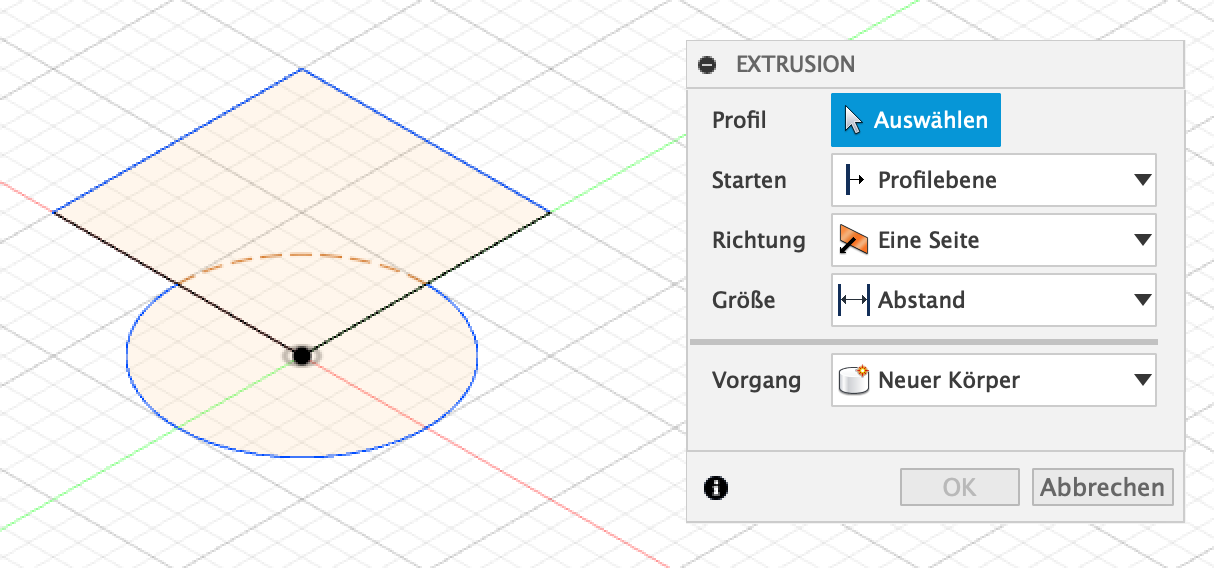 EXTRUSION
Profil Auswählen
Starten Profilebene
Richtung Eine Seite
Größe Abstand
Vorgang Neuer Körper
OK Abbrechen